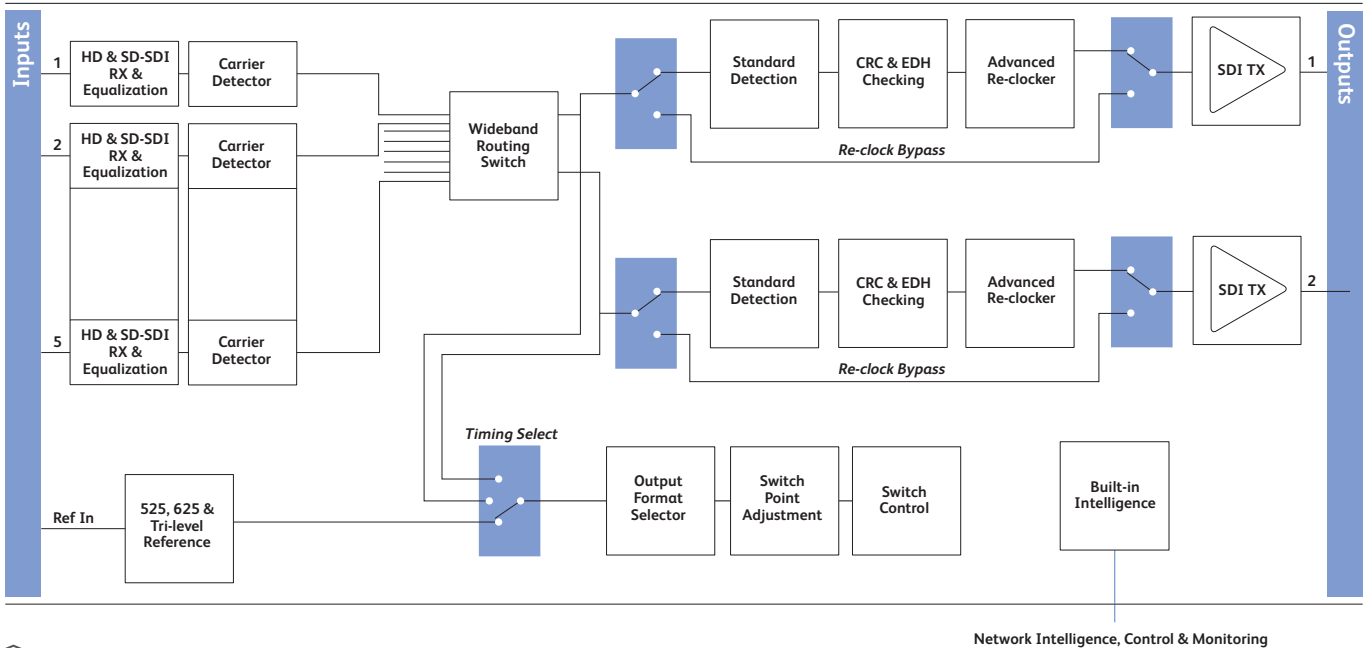 Inputs
1
HD & SD-SDI
RX &
Equalization
Carrier
Detector
2
HD & SD-SDI
RX &
Equalization
Carrier
Detector
5
HD & SD-SDI
RX &
Equalization
Carrier
Detector
Wideband
Routing
Switch
Standard
Detection
CRC & EDH
Checking
Advanced
Re-clocker
Re-clock Bypass
SDI TX
1
Outputs
Standard
Detection
CRC & EDH
Checking
Advanced
Re-clocker
Re-clock Bypass
SDI TX
2
Ref In
525, 625 &
Tri-level
Reference
Timing Select
Output
Format
Selector
Switch
Point
Adjustment
Switch
Control
Built-in
Intelligence
Network Intelligence, Control & Monitoring